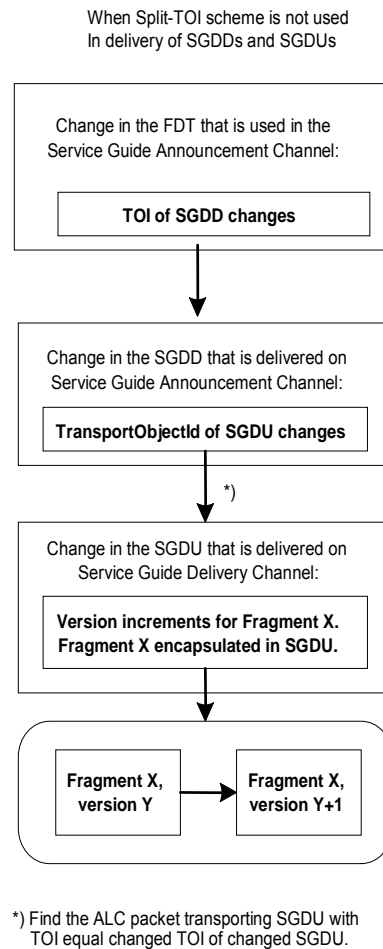 When Split-TOI scheme is not used
In delivery of SGDDs and SGDUs
Change in the FDT that is used in the
Service Guide Announcement Channel:
TOI of SGDD changes
Change in the SGDD that is delivered on
Service Guide Announcement Channel:
TransportObjectId of SGDU changes
*)
Change in the SGDU that is delivered on
Service Guide Delivery Channel:
Version increments for Fragment X.
Fragment X encapsulated in SGDU.
Fragment X,
version Y
Fragment X,
version Y+1
*) Find the ALC packet transporting SGDU with
TOI equal changed TOI of changed SGDU.